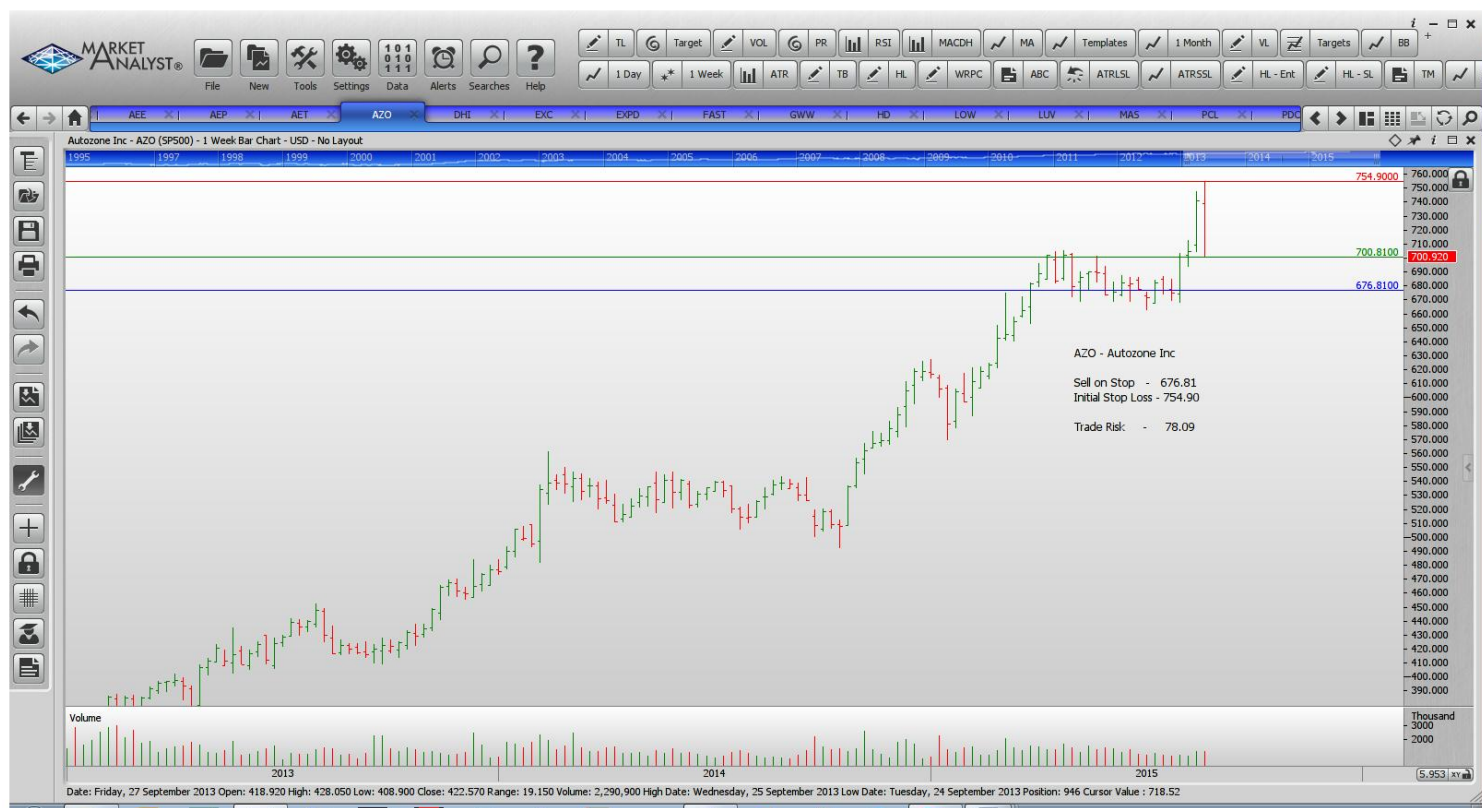 MARKET
ANALYST®
File New Tools Settings Data Alerts Searches Help
TL Target VOL PR RSI MACDH MA Templates 1 Month VL Targets BB
1 Day 1 Week ATR TB HL WRPC ABC ATRLSL ATRSSL HL - Ent HL - SL TM
AEE AEP AET AZO DHI EXC EXPD FAST GWW HD LOW LUV MAS PCL PDC
Autozone Inc - AZO (SP500) - 1 Week Bar Chart - USD - No Layout
1995 1997 1998 1999 2000 2001 2002 2003 2004 2005 2006 2007 2008 2009 2010 2011 2012 2013 2014 2015
754.9000
700.8100
676.8100
760.000
750.000
740.000
730.000
720.000
710.000
700.920
690.000
680.000
670.000
660.000
650.000
640.000
630.000
620.000
610.000
600.000
590.000
580.000
570.000
560.000
550.000
540.000
530.000
520.000
510.000
500.000
490.000
480.000
470.000
460.000
450.000
440.000
430.000
420.000
410.000
400.000
390.000
AZO - Autozone Inc
Sell on Stop - 676.81
Initial Stop Loss - 754.90
Trade Risk - 78.09
Volume
Thousand
3000
2000
2013 2014 2015
5.953 XY
Date: Friday, 27 September 2013 Open: 418.920 High: 428.050 Low: 408.900 Close: 422.570 Range: 19.150 Volume: 2,290,900 High Date: Wednesday, 25 September 2013 Low Date: Tuesday, 24 September 2013 Position: 946 Cursor Value : 718.52